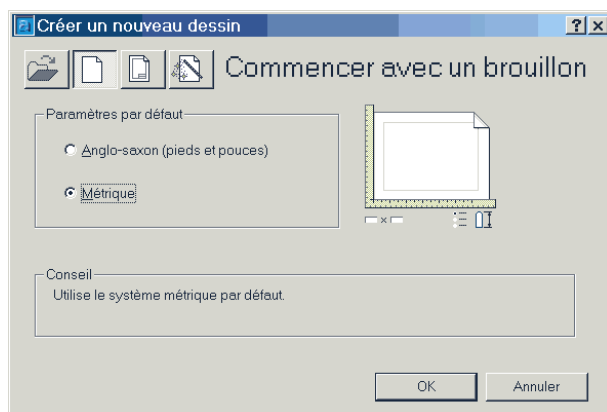 Créer un nouveau dessin
Commencer avec un brouillon
Paramètres par défaut
Anglo-saxon (pieds et pouces)
Métrique
Conseil
Utilise le système métrique par défaut.
OK
Annuler